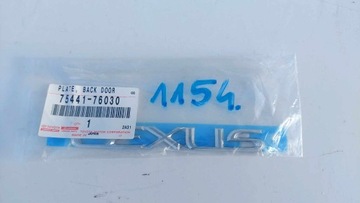 PLATE, BACK DOOR
75441-76030
1154.
1
LEXUS